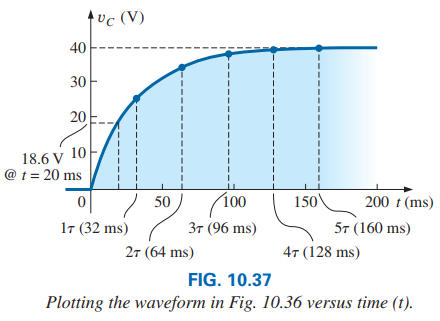 v_C (V)
40
30
20
18.6 V
10
@ t = 20 ms
0
50
100
150
200
t (ms)
1τ (32 ms)
3τ (96 ms)
5τ (160 ms)
2τ (64 ms)
4τ (128 ms)
FIG. 10.37
Plotting the waveform in Fig. 10.36 versus time (t).